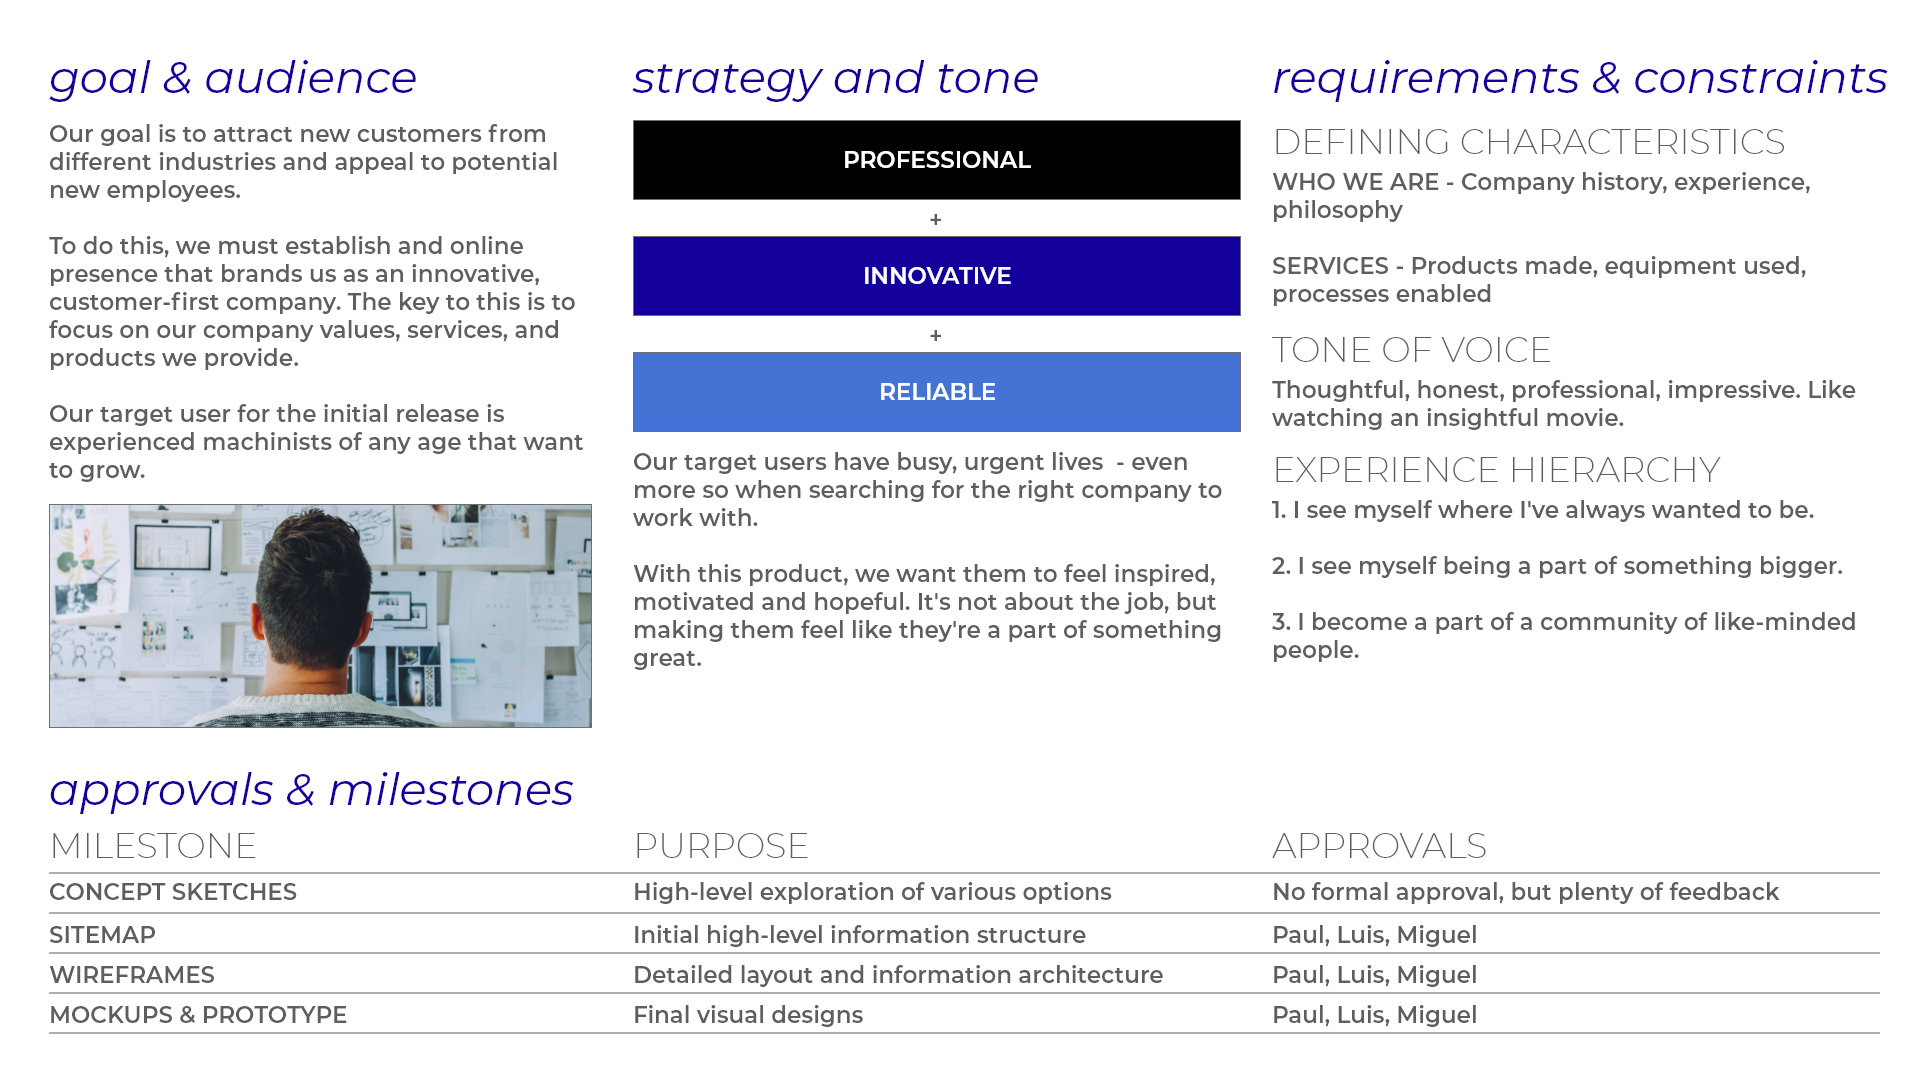 goal & audience
Our goal is to attract new customers from
different industries and appeal to potential
new employees.
To do this, we must establish and online
presence that brands us as an innovative,
customer-first company. The key to this is to
focus on our company values, services, and
products we provide.
Our target user for the initial release is
experienced machinists of any age that want
to grow.
strategy and tone
PROFESSIONAL
+
INNOVATIVE
+
RELIABLE
Our target users have busy, urgent lives  - even
more so when searching for the right company to
work with.
With this product, we want them to feel inspired,
motivated and hopeful. It's not about the job, but
making them feel like they're a part of something
great.
requirements & constraints
DEFINING CHARACTERISTICS
WHO WE ARE - Company history, experience,
philosophy
SERVICES - Products made, equipment used,
processes enabled
TONE OF VOICE
Thoughtful, honest, professional, impressive. Like
watching an insightful movie.
EXPERIENCE HIERARCHY
1. I see myself where I've always wanted to be.
2. I see myself being a part of something bigger.
3. I become a part of a community of like-minded
people.
approvals & milestones
MILESTONE PURPOSE APPROVALS
CONCEPT SKETCHES High-level exploration of various options No formal approval, but plenty of feedback
SITEMAP Initial high-level information structure Paul, Luis, Miguel
WIREFRAMES Detailed layout and information architecture Paul, Luis, Miguel
MOCKUPS & PROTOTYPE Final visual designs Paul, Luis, Miguel